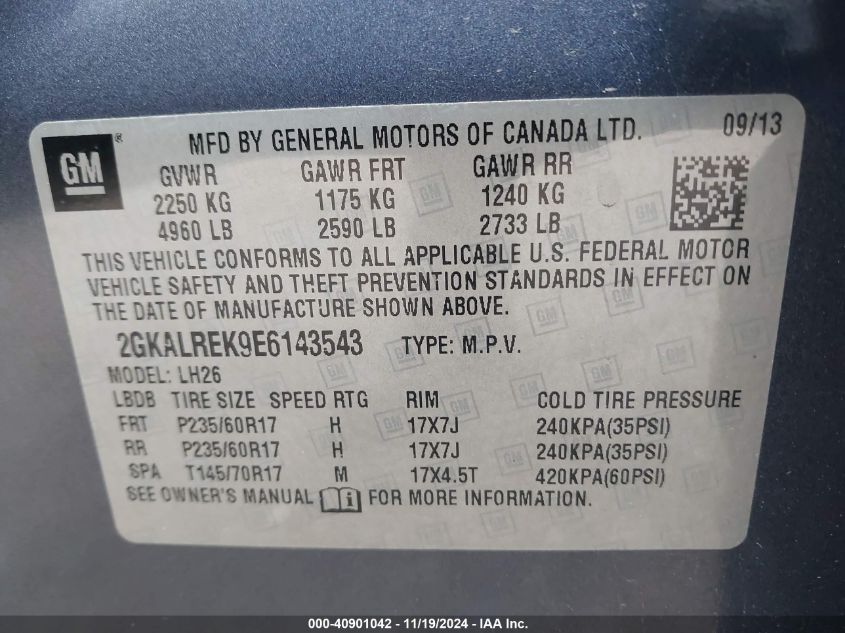 GM ® MFD BY GENERAL MOTORS OF CANADA LTD. 09/13
GVWR GAWR FRT GAWR RR
2250 KG 1175 KG 1240 KG
4960 LB 2590 LB 2733 LB
THIS VEHICLE CONFORMS TO ALL APPLICABLE U.S. FEDERAL MOTOR
VEHICLE SAFETY AND THEFT PREVENTION STANDARDS IN EFFECT ON
THE DATE OF MANUFACTURE SHOWN ABOVE.
2GKALREK9E6143543 TYPE: M.P.V.
MODEL: LH26
LBDB TIRE SIZE SPEED RTG RIM COLD TIRE PRESSURE
FRT P235/60R17 H 17X7J 240KPA(35PSI)
RR P235/60R17 H 17X7J 240KPA(35PSI)
SPA T145/70R17 M 17X4.5T 420KPA(60PSI)
SEE OWNER'S MANUAL FOR MORE INFORMATION.
000-40901042 - 11/19/2024 - IAA Inc.